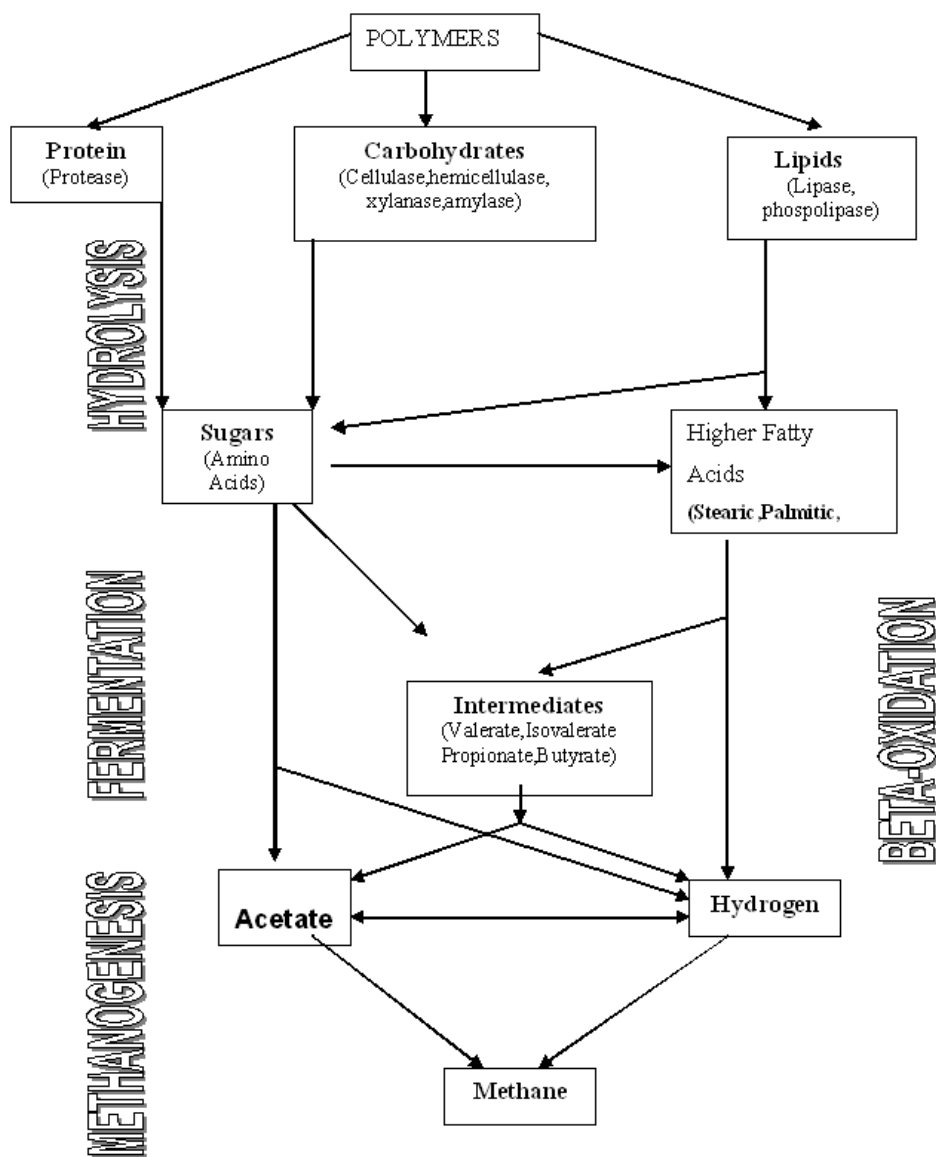 POLYMERS
Protein
(Protease)
Carbohydrates
(Cellulase,hemicellulase,
xylanase,amylase)
Lipids
(Lipase,
phospolipase)
HYDROLYSIS
Sugars
(Amino
Acids)
Higher Fatty
Acids
(Stearic,Palmitic,
FERMENTATION
BETA-OXIDATION
Intermediates
(Valerate,Isovalerate
Propionate,Butyrate)
METHANOGENESIS
Acetate
Hydrogen
Methane